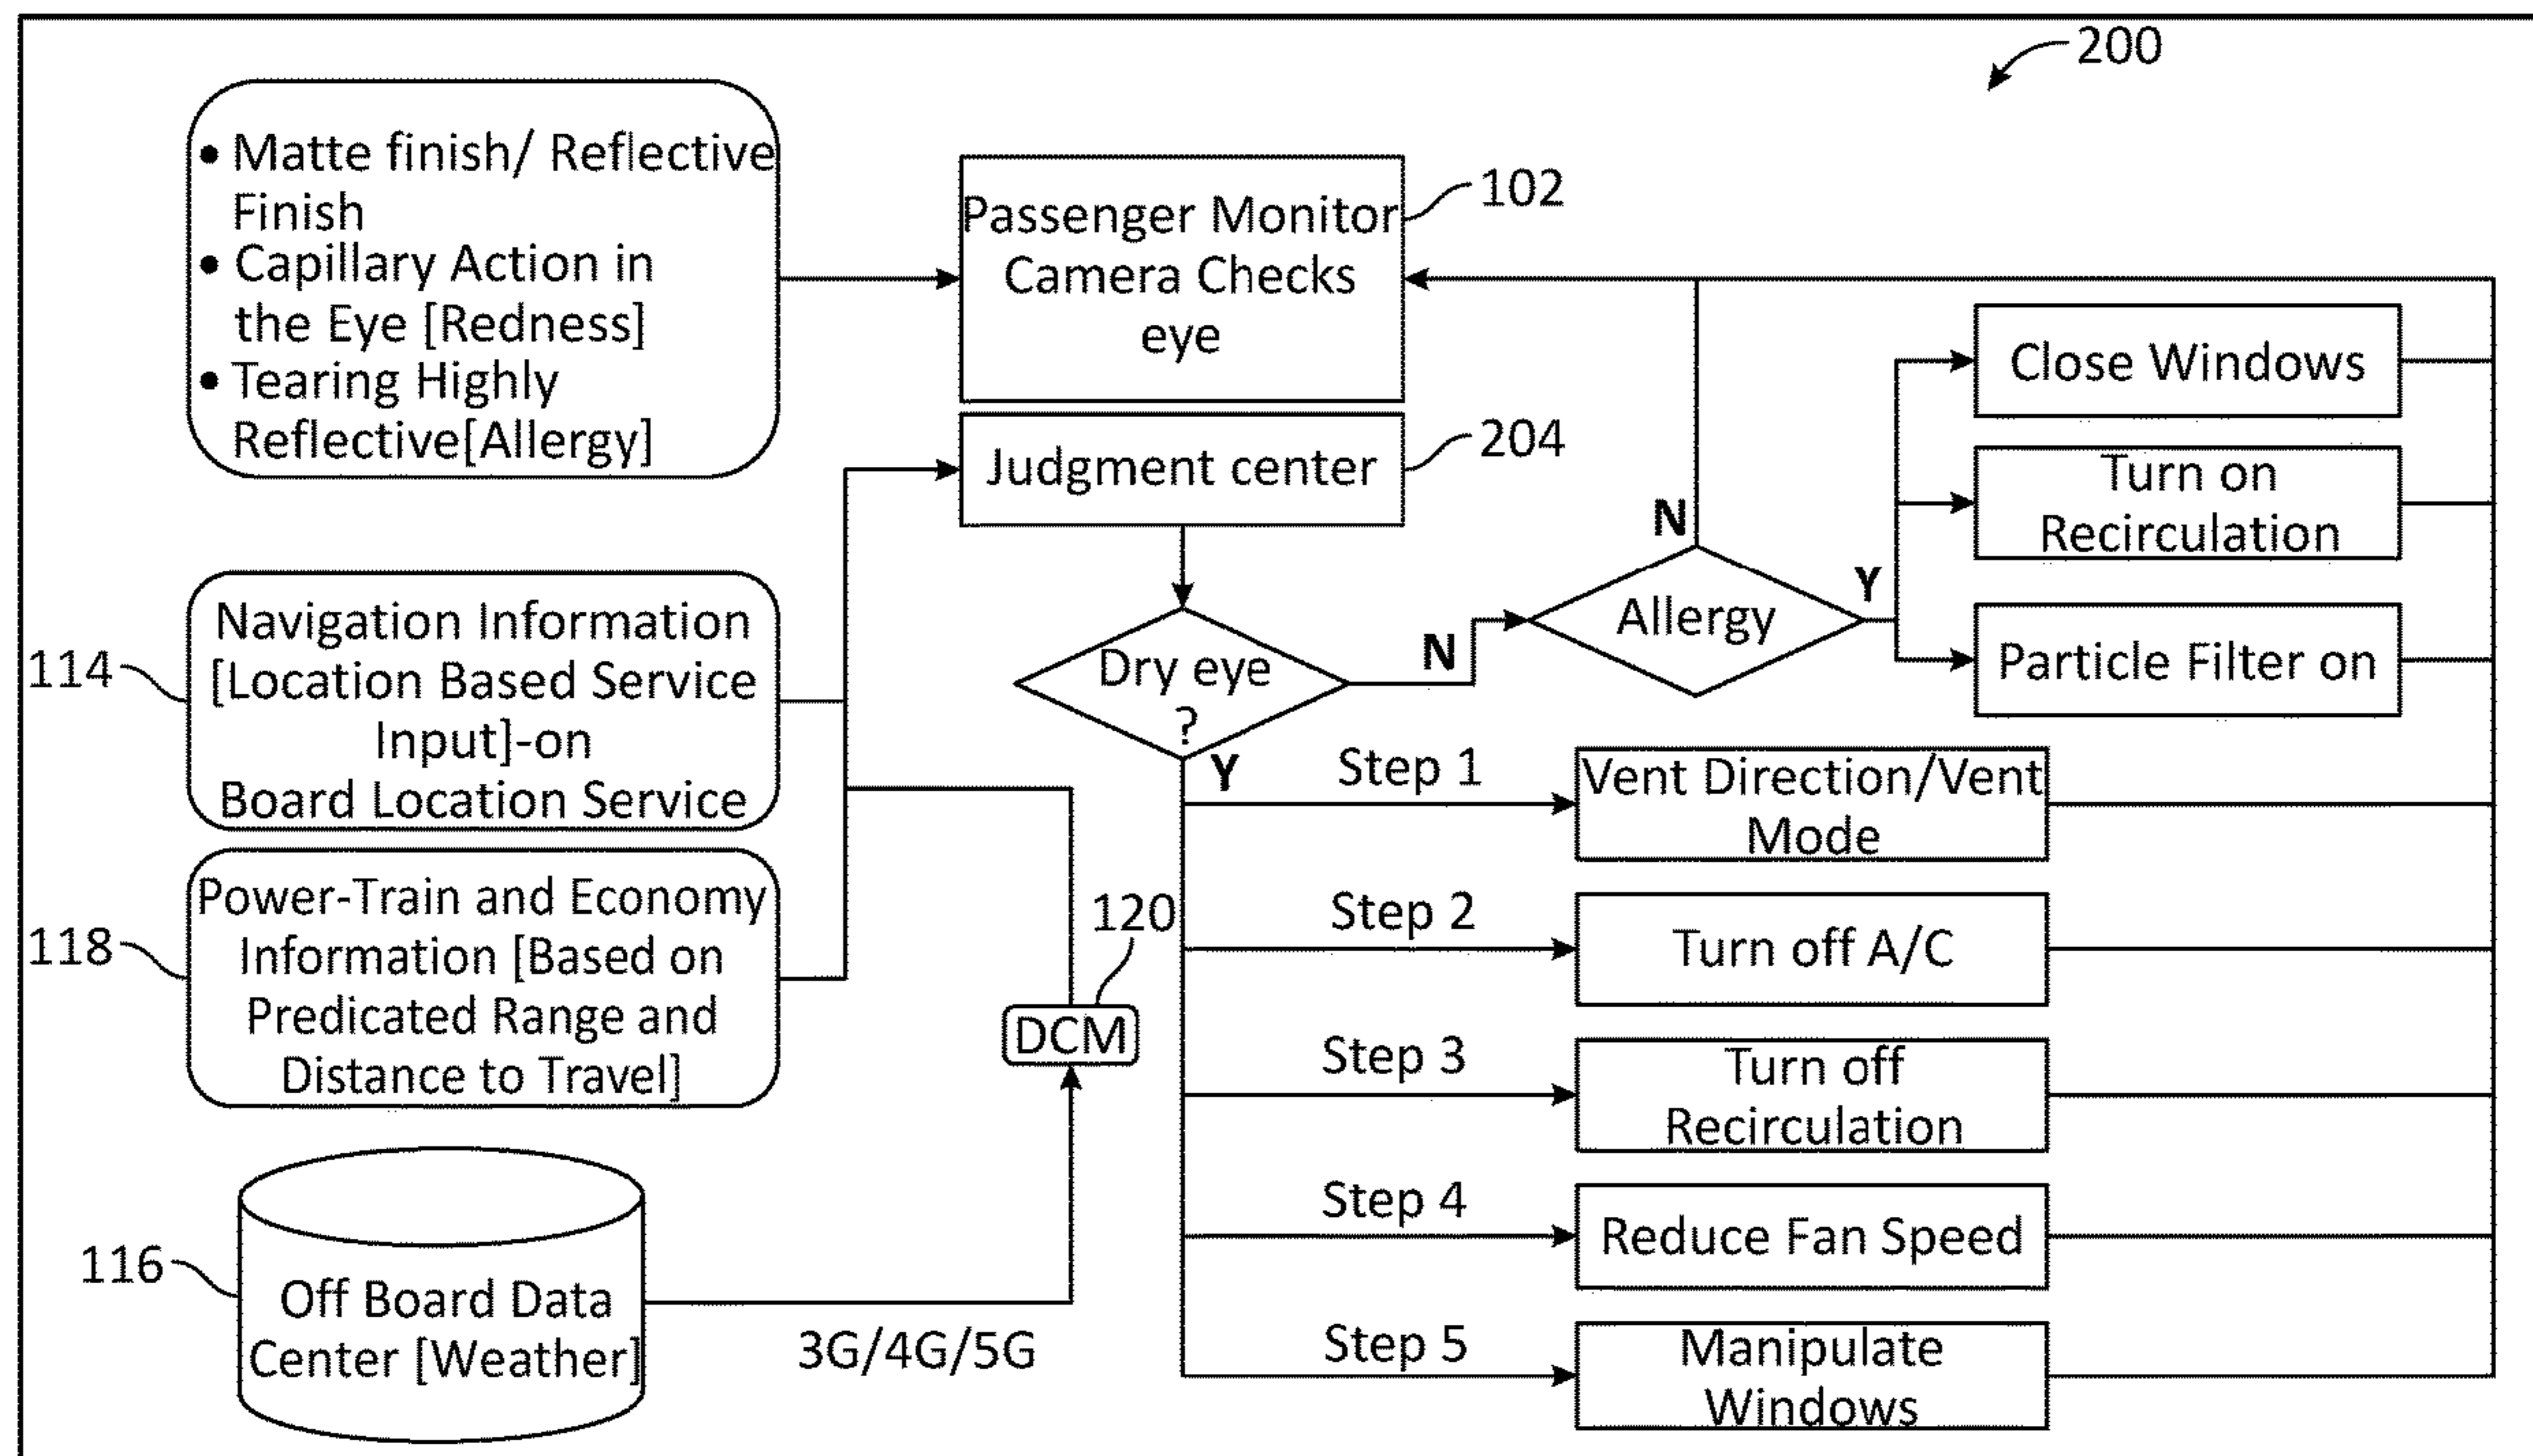 200
• Matte finish/ Reflective
Finish
• Capillary Action in
the Eye [Redness]
• Tearing Highly
Reflective[Allergy]
Passenger Monitor
Camera Checks
eye
102
Judgment center
204
Close Windows
Turn on
Recirculation
Particle Filter on
N
Allergy
Y
Navigation Information
[Location Based Service
Input]-on
Board Location Service
114
Dry eye
?
N
Y
Power-Train and Economy
Information [Based on
Predicated Range and
Distance to Travel]
118
120
DCM
Step 1
Vent Direction/Vent
Mode
Step 2
Turn off A/C
Step 3
Turn off
Recirculation
Step 4
Reduce Fan Speed
Step 5
Manipulate
Windows
116
Off Board Data
Center [Weather]
3G/4G/5G